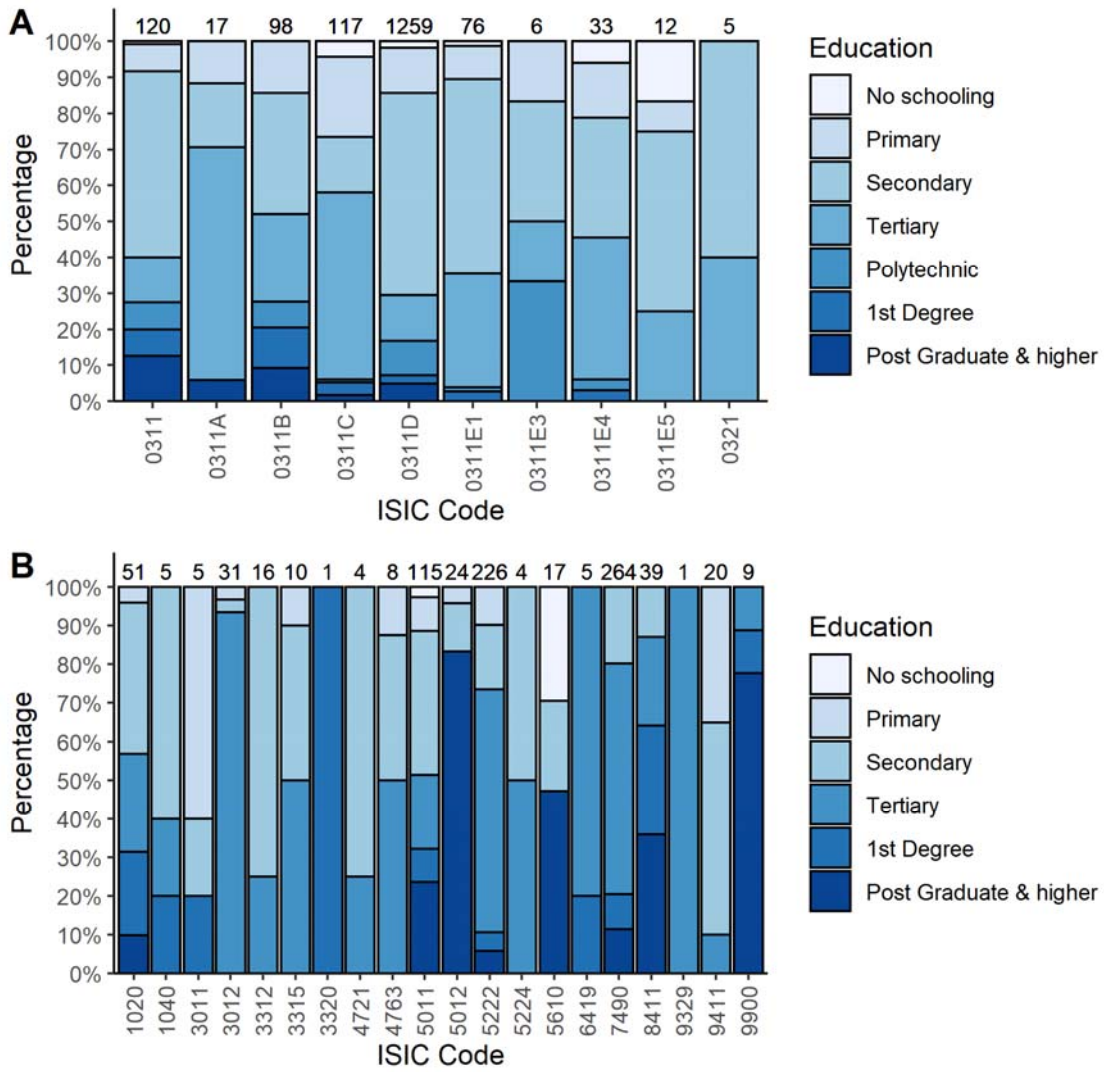 A
120 17 98 117 1259 76 6 33 12 5
100%
90%
80%
70%
60%
50%
40%
30%
20%
10%
0%
Percentage
0311 0311A 0311B 0311C 0311D 0311E1 0311E3 0311E4 0311E5 0321
ISIC Code
Education
No schooling
Primary
Secondary
Tertiary
Polytechnic
1st Degree
Post Graduate & higher
B
51 5 5 31 16 10 1 4 8 115 24 226 4 17 5 264 39 1 20 9
100%
90%
80%
70%
60%
50%
40%
30%
20%
10%
0%
Percentage
1020 1040 3011 3012 3312 3315 3320 4721 4763 5011 5012 5222 5224 5610 6419 7490 8411 9329 9411 9900
ISIC Code
Education
No schooling
Primary
Secondary
Tertiary
1st Degree
Post Graduate & higher